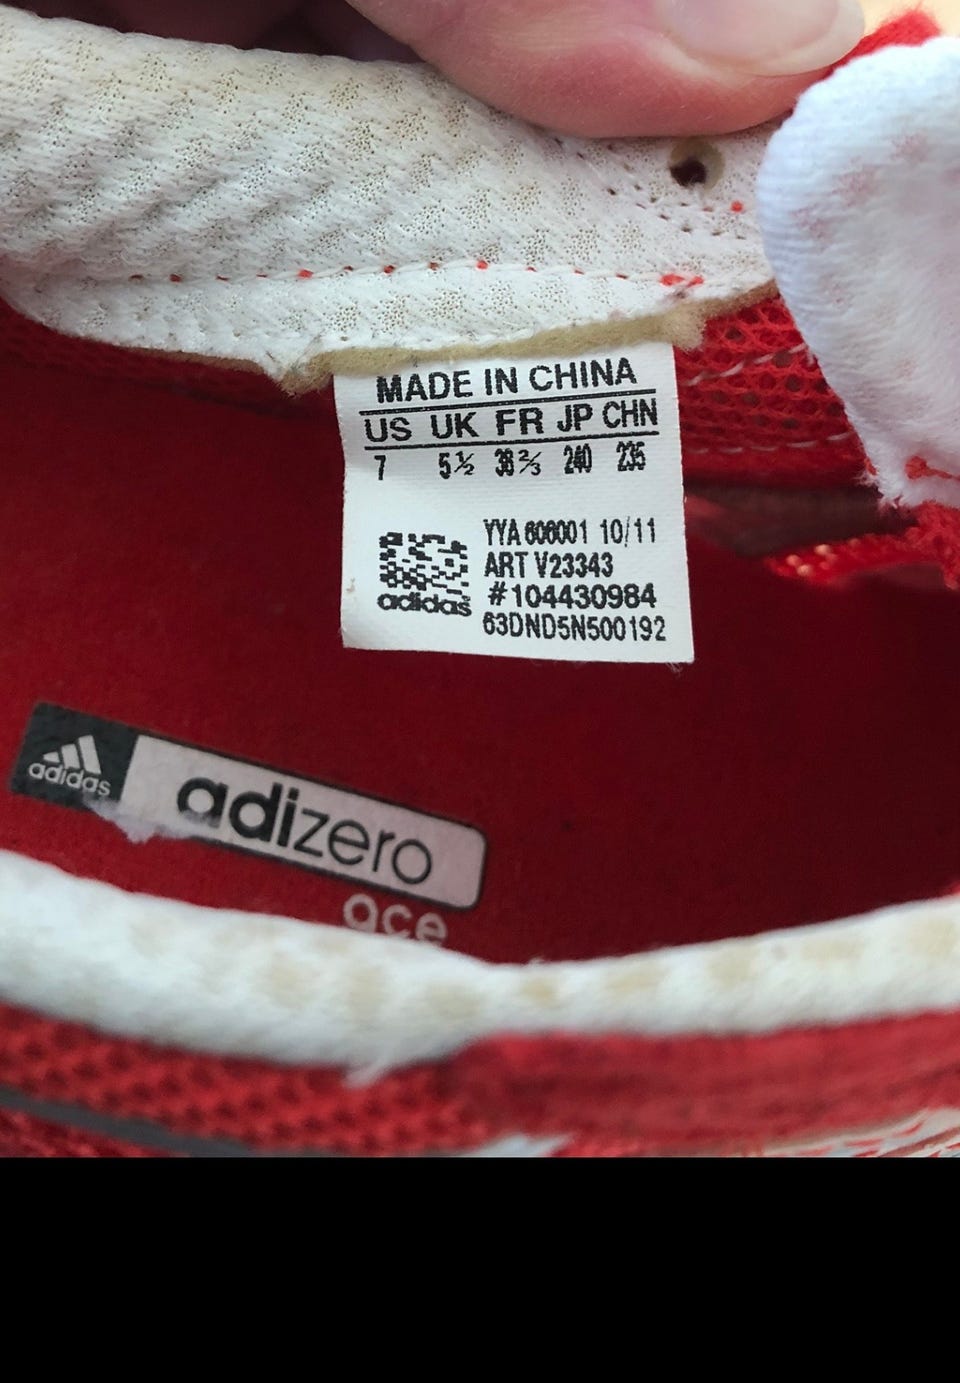 MADE IN CHINA
US UK FR JP CHN
7 5½ 38⅔ 240 235
YYA 606001 10/11
ART V23343
#104430984
63DND5N500192
adidas
adidas
adizero
ace